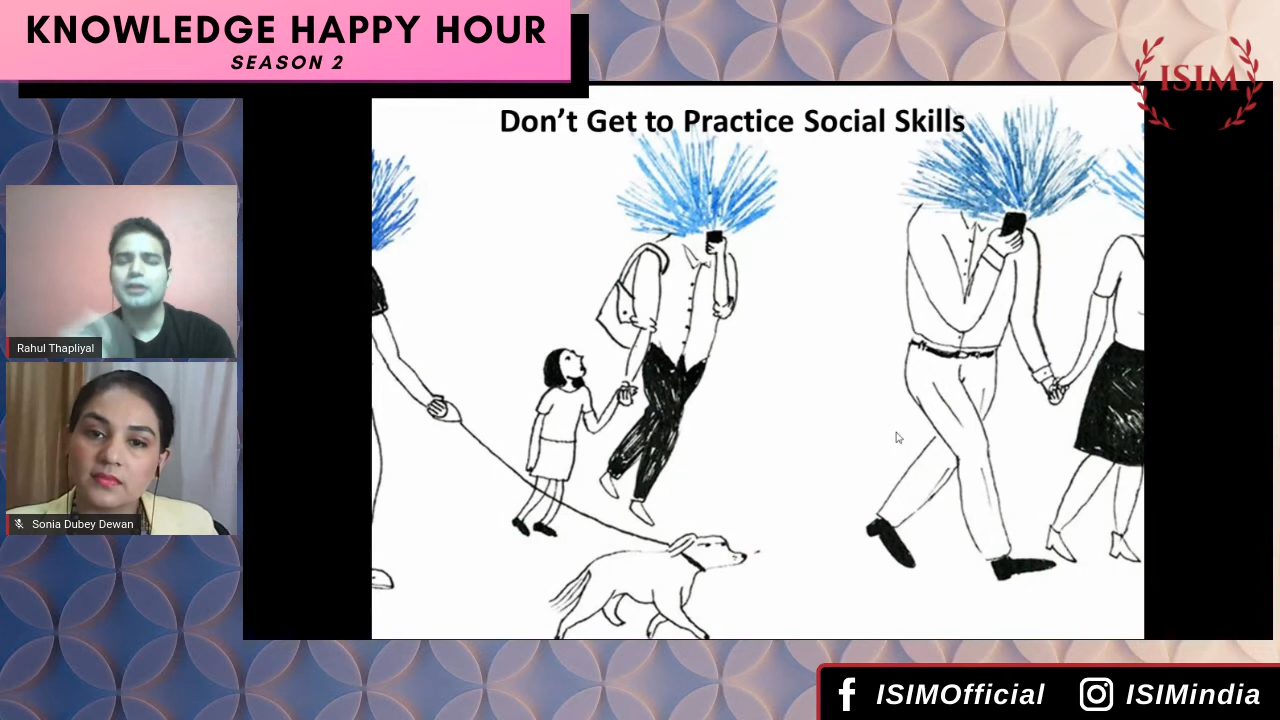 KNOWLEDGE HAPPY HOUR
SEASON 2
ISIM
Don't Get to Practice Social Skills
Rahul Thapliyal
Sonia Dubey Dewan
ISIMOfficial
ISIMindia